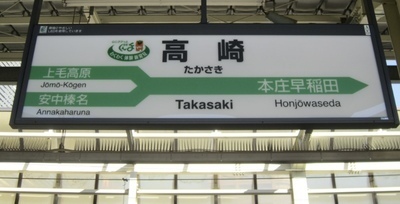 高崎
たかさき
Takasaki
上毛高原
Jōmō-Kōgen
安中榛名
Annakaharuna
本庄早稲田
Honjōwaseda